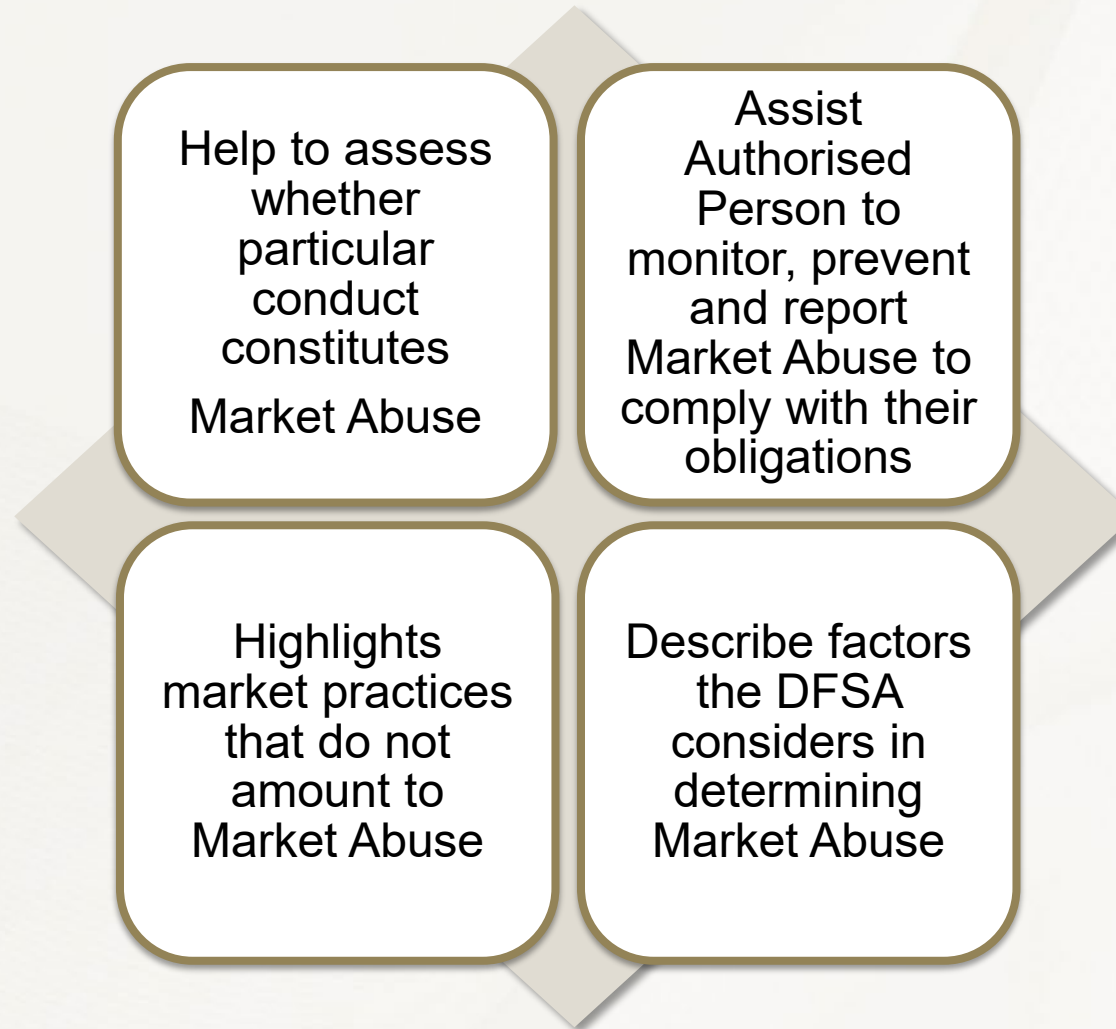 Help to assess
whether
particular
conduct
constitutes
Market Abuse
Assist
Authorised
Person to
monitor, prevent
and report
Market Abuse to
comply with their
obligations
Highlights
market practices
that do not
amount to
Market Abuse
Describe factors
the DFSA
considers in
determining
Market Abuse